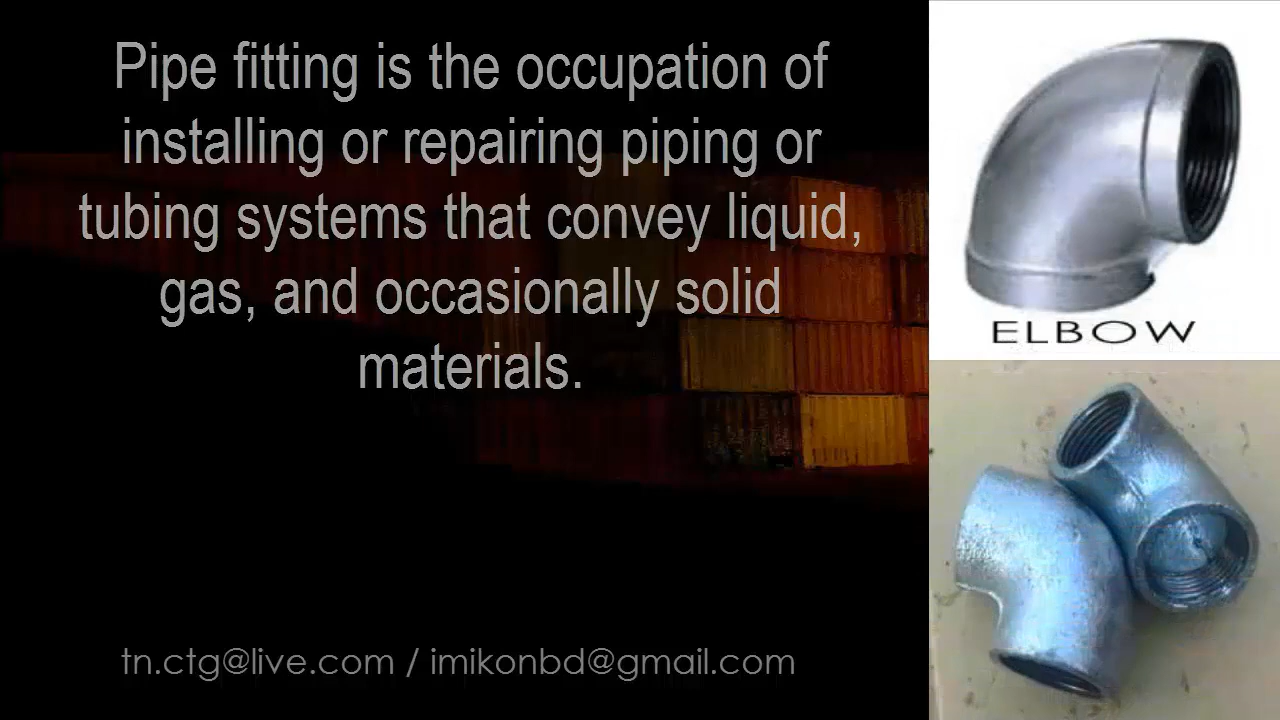 Pipe fitting is the occupation of
installing or repairing piping or
tubing systems that convey liquid,
gas, and occasionally solid
materials.
ELBOW
tn.ctg@live.com / imikonbd@gmail.com